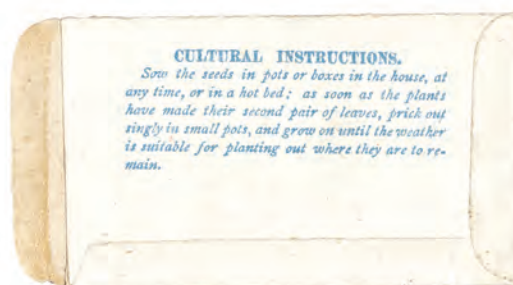 CULTURAL INSTRUCTIONS.
Sow the seeds in pots or boxes in the house, at
any time, or in a hot bed; as soon as the plants
have made their second pair of leaves, prick out
singly in small pots, and grow on until the weather
is suitable for planting out where they are to re-
main.